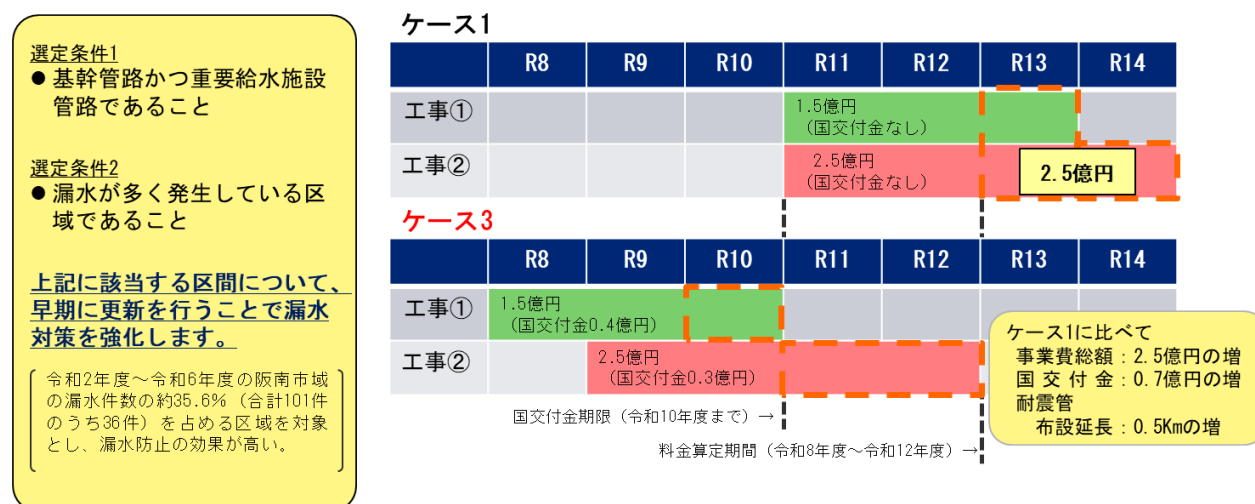 選定条件1
● 基幹管路かつ重要給水施設
管路であること
選定条件2
● 漏水が多く発生している区
域であること
上記に該当する区間について、
早期に更新を行うことで漏水
対策を強化します。
令和2年度～令和6年度の阪南市域
の漏水件数の約35.6%（合計101件
のうち36件）を占める区域を対象
とし、漏水防止の効果が高い。
ケース1
R8 R9 R10 R11 R12 R13 R14
工事①
1.5億円
（国交付金なし）
工事②
2.5億円
（国交付金なし）
2.5億円
ケース3
R8 R9 R10 R11 R12 R13 R14
工事①
1.5億円
（国交付金0.4億円）
工事②
2.5億円
（国交付金0.3億円）
国交付金期限（令和10年度まで）→
料金算定期間（令和8年度～令和12年度）→
ケース1に比べて
事業費総額：2.5億円の増
国交付金：0.7億円の増
耐震管
布設延長：0.5Kmの増